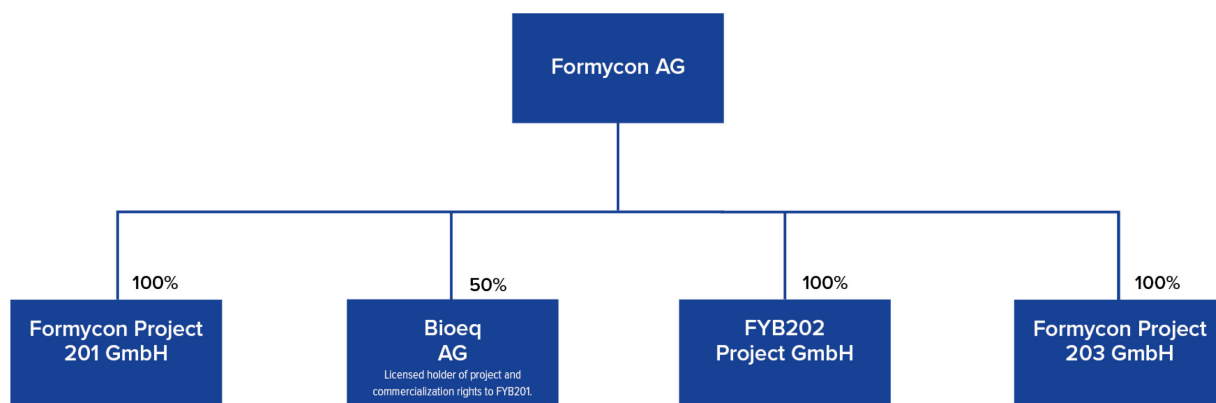 Formycon AG
100%
Formycon Project
201 GmbH
50%
Bioeq
AG
Licensed holder of project and
commercialization rights to FYB201.
100%
FYB202
Project GmbH
100%
Formycon Project
203 GmbH